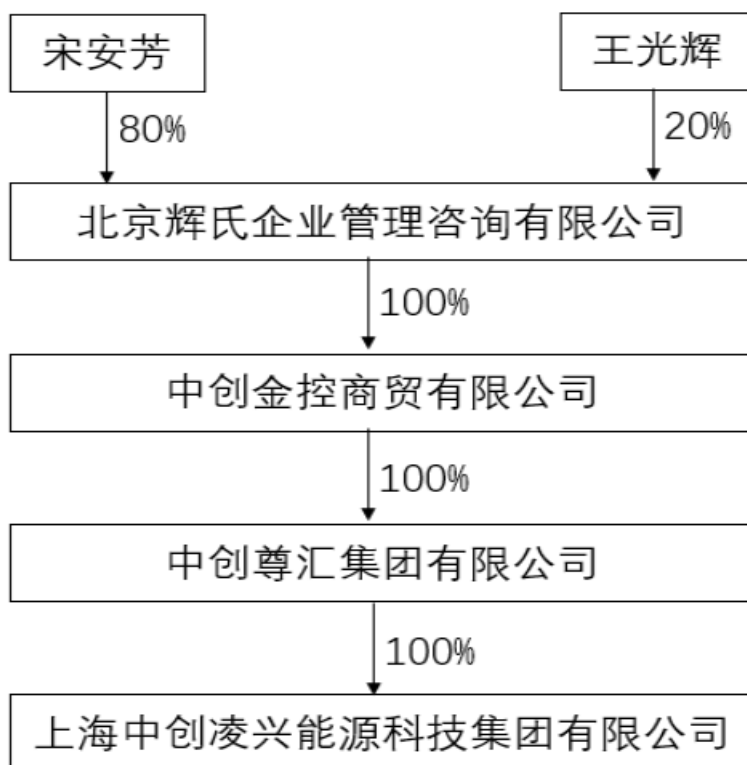 宋安芳
王光辉
80%
20%
北京辉氏企业管理咨询有限公司
100%
中创金控商贸有限公司
100%
中创尊汇集团有限公司
100%
上海中创凌兴能源科技集团有限公司